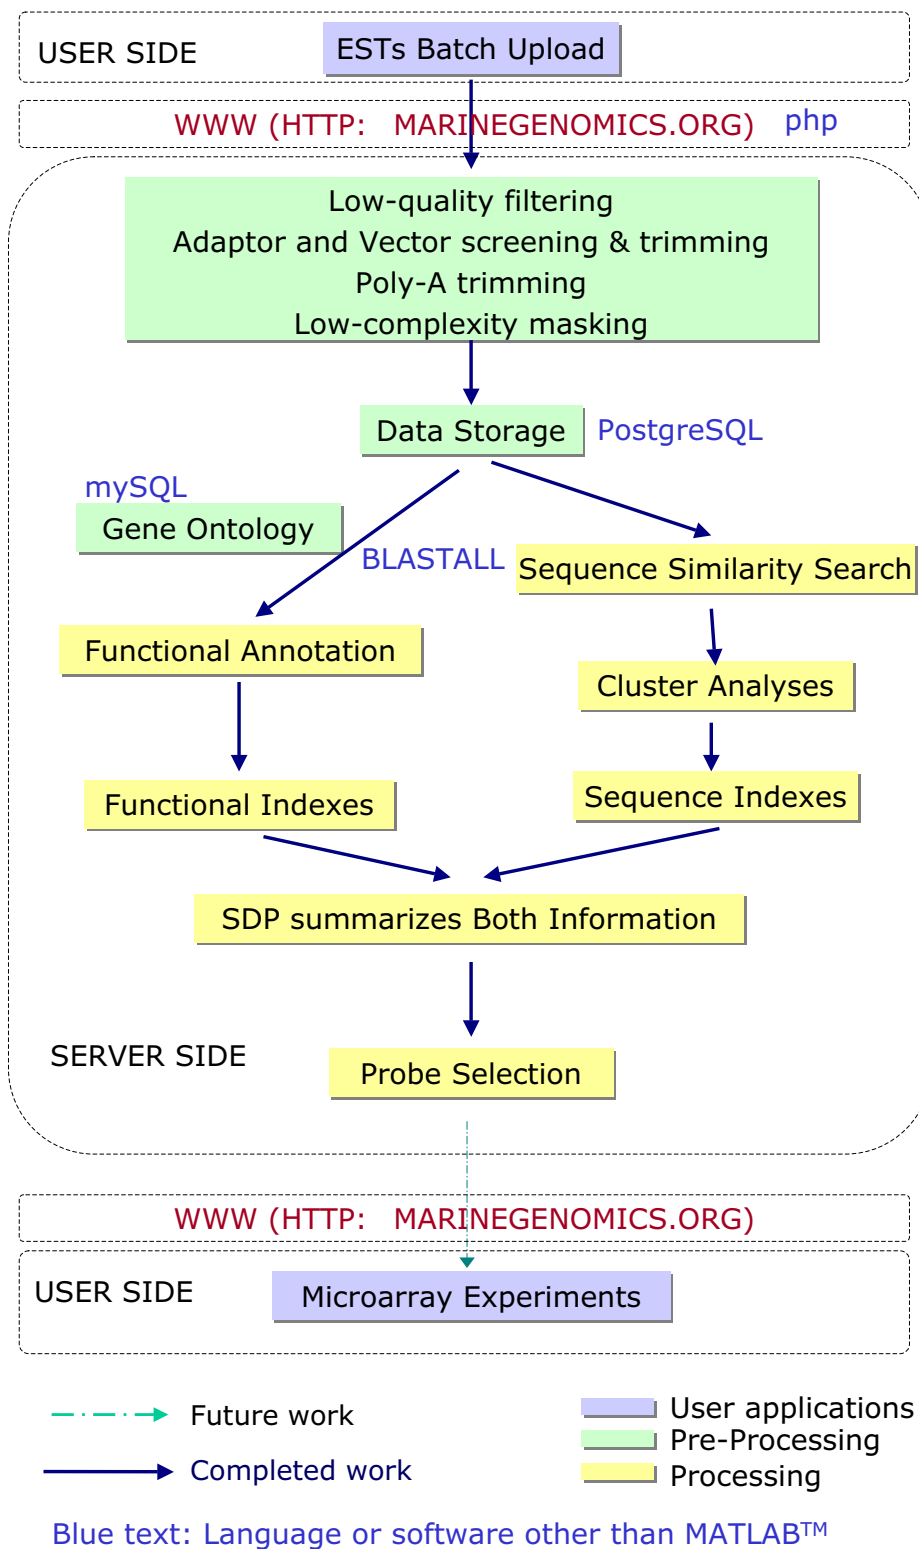 USER SIDE
ESTs Batch Upload
WWW (HTTP: MARINEGENOMICS.ORG) php
Low-quality filtering
Adaptor and Vector screening & trimming
Poly-A trimming
Low-complexity masking
Data Storage
PostgreSQL
mySQL
Gene Ontology
BLASTALL
Sequence Similarity Search
Functional Annotation
Cluster Analyses
Functional Indexes
Sequence Indexes
SDP summarizes Both Information
SERVER SIDE
Probe Selection
WWW (HTTP: MARINEGENOMICS.ORG)
USER SIDE
Microarray Experiments
Future work
Completed work
User applications
Pre-Processing
Processing
Blue text: Language or software other than MATLAB™